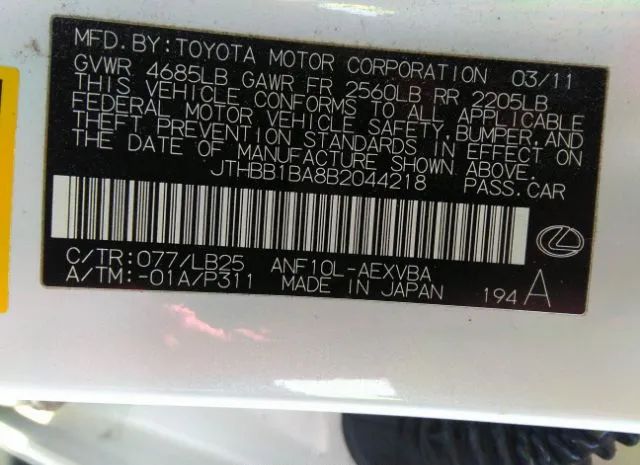 MFD. BY: TOYOTA MOTOR CORPORATION 03/11
GVWR 4685LB GAWR FR 2560LB RR 2205LB
THIS VEHICLE CONFORMS TO ALL APPLICABLE
FEDERAL MOTOR VEHICLE SAFETY, BUMPER, AND
THEFT PREVENTION STANDARDS IN EFFECT ON
THE DATE OF MANUFACTURE SHOWN ABOVE.
JTHBB1BA8B2044218 PASS.CAR
C/TR: 077/LB25 ANF10L-AEXVBA
A/TM: -01A/P311 MADE IN JAPAN 194 A